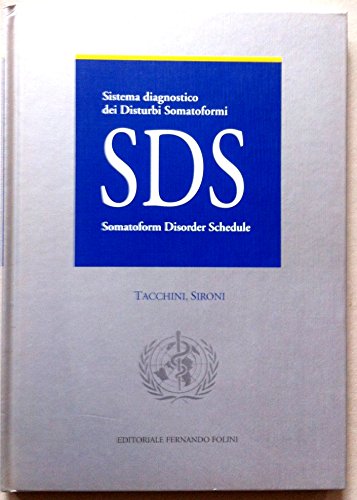 Sistema diagnostico
dei Disturbi Somatoformi
SDS
Somatoform Disorder Schedule
TACCHINI, SIRONI
EDITORIALE FERNANDO FOLINI